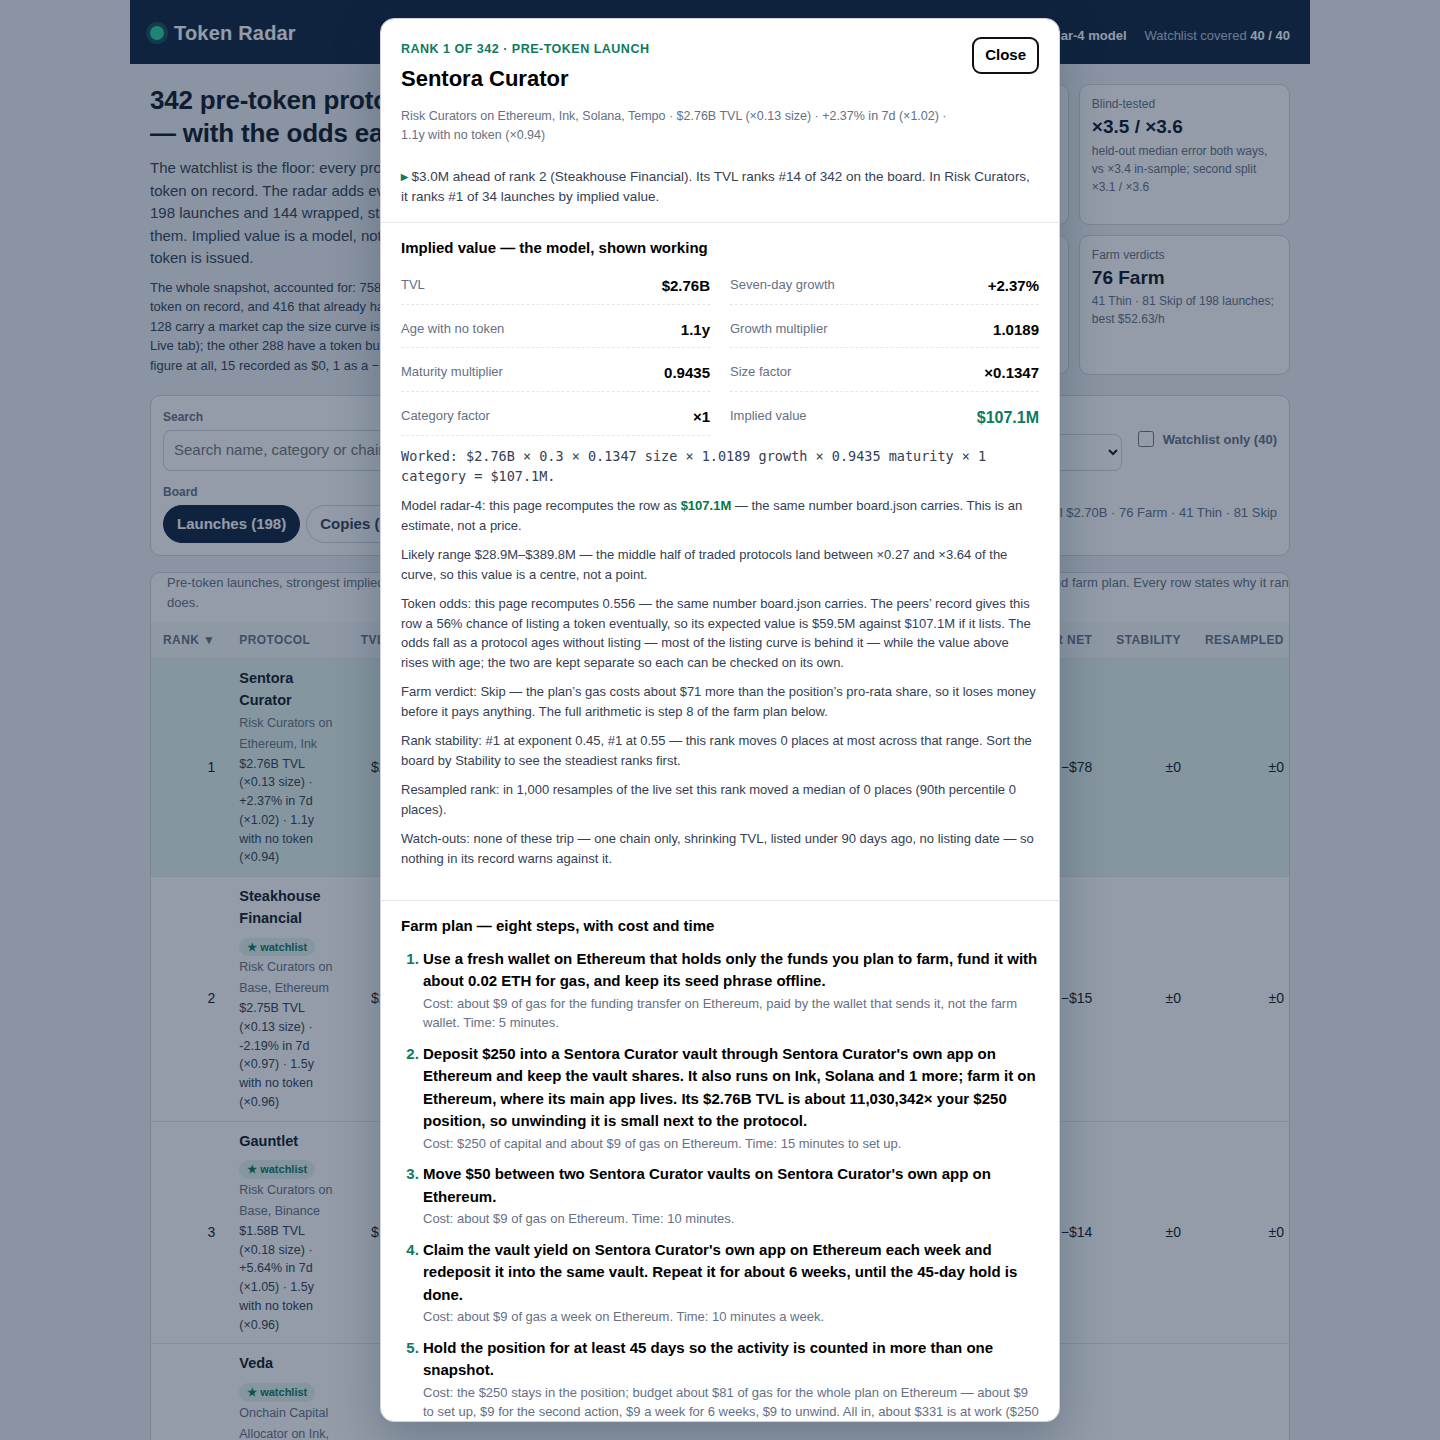 Token Radar
ar-4 model
Watchlist covered 40 / 40
342 pre-token proto
— with the odds ea
The watchlist is the floor: every pro
token on record. The radar adds ev
198 launches and 144 wrapped, st
them. Implied value is a model, not
token is issued.
The whole snapshot, accounted for: 758
token on record, and 416 that already ha
128 carry a market cap the size curve is
Live tab); the other 288 have a token bu
figure at all, 15 recorded as $0, 1 as a −
Blind-tested
×3.5 / ×3.6
held-out median error both ways,
vs ×3.4 in-sample; second split
×3.1 / ×3.6
Farm verdicts
76 Farm
41 Thin · 81 Skip of 198 launches;
best $52.63/h
Search
Search name, category or chain
Watchlist only (40)
Board
Launches (198)
Copies (
$2.70B · 76 Farm · 41 Thin · 81 Skip
Pre-token launches, strongest implied
d farm plan. Every row states why it ran
does.
RANK ▼
PROTOCOL
TVL
R NET
STABILITY
RESAMPLED
1
Sentora
Curator
Risk Curators on
Ethereum, Ink
$2.76B TVL
(×0.13 size) ·
+2.37% in 7d
(×1.02) · 1.1y
with no token
(×0.94)
$
−$78
±0
±0
2
Steakhouse
Financial
★ watchlist
Risk Curators on
Base, Ethereum
$2.75B TVL
(×0.13 size) ·
-2.19% in 7d
(×0.97) · 1.5y
with no token
(×0.96)
$
−$15
±0
±0
3
Gauntlet
★ watchlist
Risk Curators on
Base, Binance
$1.58B TVL
(×0.18 size) ·
+5.64% in 7d
(×1.05) · 1.5y
with no token
(×0.96)
$
−$14
±0
±0
Veda
★ watchlist
Onchain Capital
Allocator on Ink,
RANK 1 OF 342 · PRE-TOKEN LAUNCH
Close
Sentora Curator
Risk Curators on Ethereum, Ink, Solana, Tempo · $2.76B TVL (×0.13 size) · +2.37% in 7d (×1.02) ·
1.1y with no token (×0.94)
▸ $3.0M ahead of rank 2 (Steakhouse Financial). Its TVL ranks #14 of 342 on the board. In Risk Curators,
it ranks #1 of 34 launches by implied value.
Implied value — the model, shown working
TVL $2.76B
Seven-day growth +2.37%
Age with no token 1.1y
Growth multiplier 1.0189
Maturity multiplier 0.9435
Size factor ×0.1347
Category factor ×1
Implied value $107.1M
Worked: $2.76B × 0.3 × 0.1347 size × 1.0189 growth × 0.9435 maturity × 1
category = $107.1M.
Model radar-4: this page recomputes the row as $107.1M — the same number board.json carries. This is an
estimate, not a price.
Likely range $28.9M–$389.8M — the middle half of traded protocols land between ×0.27 and ×3.64 of the
curve, so this value is a centre, not a point.
Token odds: this page recomputes 0.556 — the same number board.json carries. The peers’ record gives this
row a 56% chance of listing a token eventually, so its expected value is $59.5M against $107.1M if it lists. The
odds fall as a protocol ages without listing — most of the listing curve is behind it — while the value above
rises with age; the two are kept separate so each can be checked on its own.
Farm verdict: Skip — the plan’s gas costs about $71 more than the position’s pro-rata share, so it loses money
before it pays anything. The full arithmetic is step 8 of the farm plan below.
Rank stability: #1 at exponent 0.45, #1 at 0.55 — this rank moves 0 places at most across that range. Sort the
board by Stability to see the steadiest ranks first.
Resampled rank: in 1,000 resamples of the live set this rank moved a median of 0 places (90th percentile 0
places).
Watch-outs: none of these trip — one chain only, shrinking TVL, listed under 90 days ago, no listing date — so
nothing in its record warns against it.
Farm plan — eight steps, with cost and time
1. Use a fresh wallet on Ethereum that holds only the funds you plan to farm, fund it with
about 0.02 ETH for gas, and keep its seed phrase offline.
Cost: about $9 of gas for the funding transfer on Ethereum, paid by the wallet that sends it, not the farm
wallet. Time: 5 minutes.
2. Deposit $250 into a Sentora Curator vault through Sentora Curator's own app on
Ethereum and keep the vault shares. It also runs on Ink, Solana and 1 more; farm it on
Ethereum, where its main app lives. Its $2.76B TVL is about 11,030,342× your $250
position, so unwinding it is small next to the protocol.
Cost: $250 of capital and about $9 of gas on Ethereum. Time: 15 minutes to set up.
3. Move $50 between two Sentora Curator vaults on Sentora Curator's own app on
Ethereum.
Cost: about $9 of gas on Ethereum. Time: 10 minutes.
4. Claim the vault yield on Sentora Curator's own app on Ethereum each week and
redeposit it into the same vault. Repeat it for about 6 weeks, until the 45-day hold is
done.
Cost: about $9 of gas a week on Ethereum. Time: 10 minutes a week.
5. Hold the position for at least 45 days so the activity is counted in more than one
snapshot.
Cost: the $250 stays in the position; budget about $81 of gas for the whole plan on Ethereum — about $9
to set up, $9 for the second action, $9 a week for 6 weeks, $9 to unwind. All in, about $331 is at work ($250